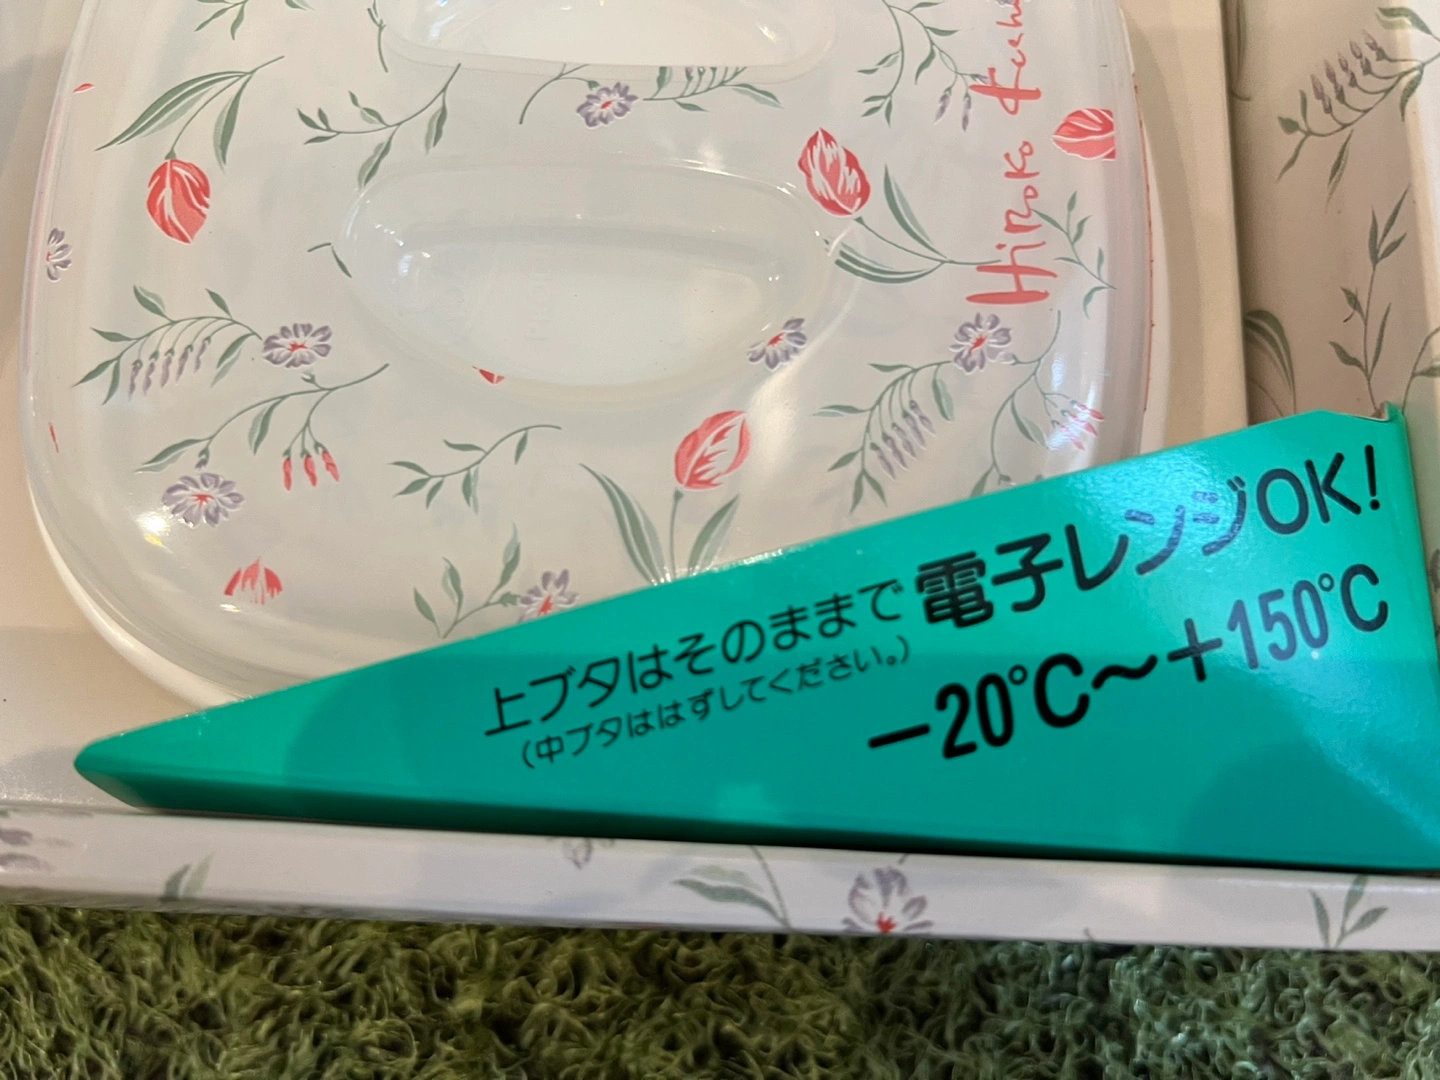 Hiroko
上ブタはそのままで電子レンジOK!
(中ブタははずしてください。)
−20℃〜+150℃